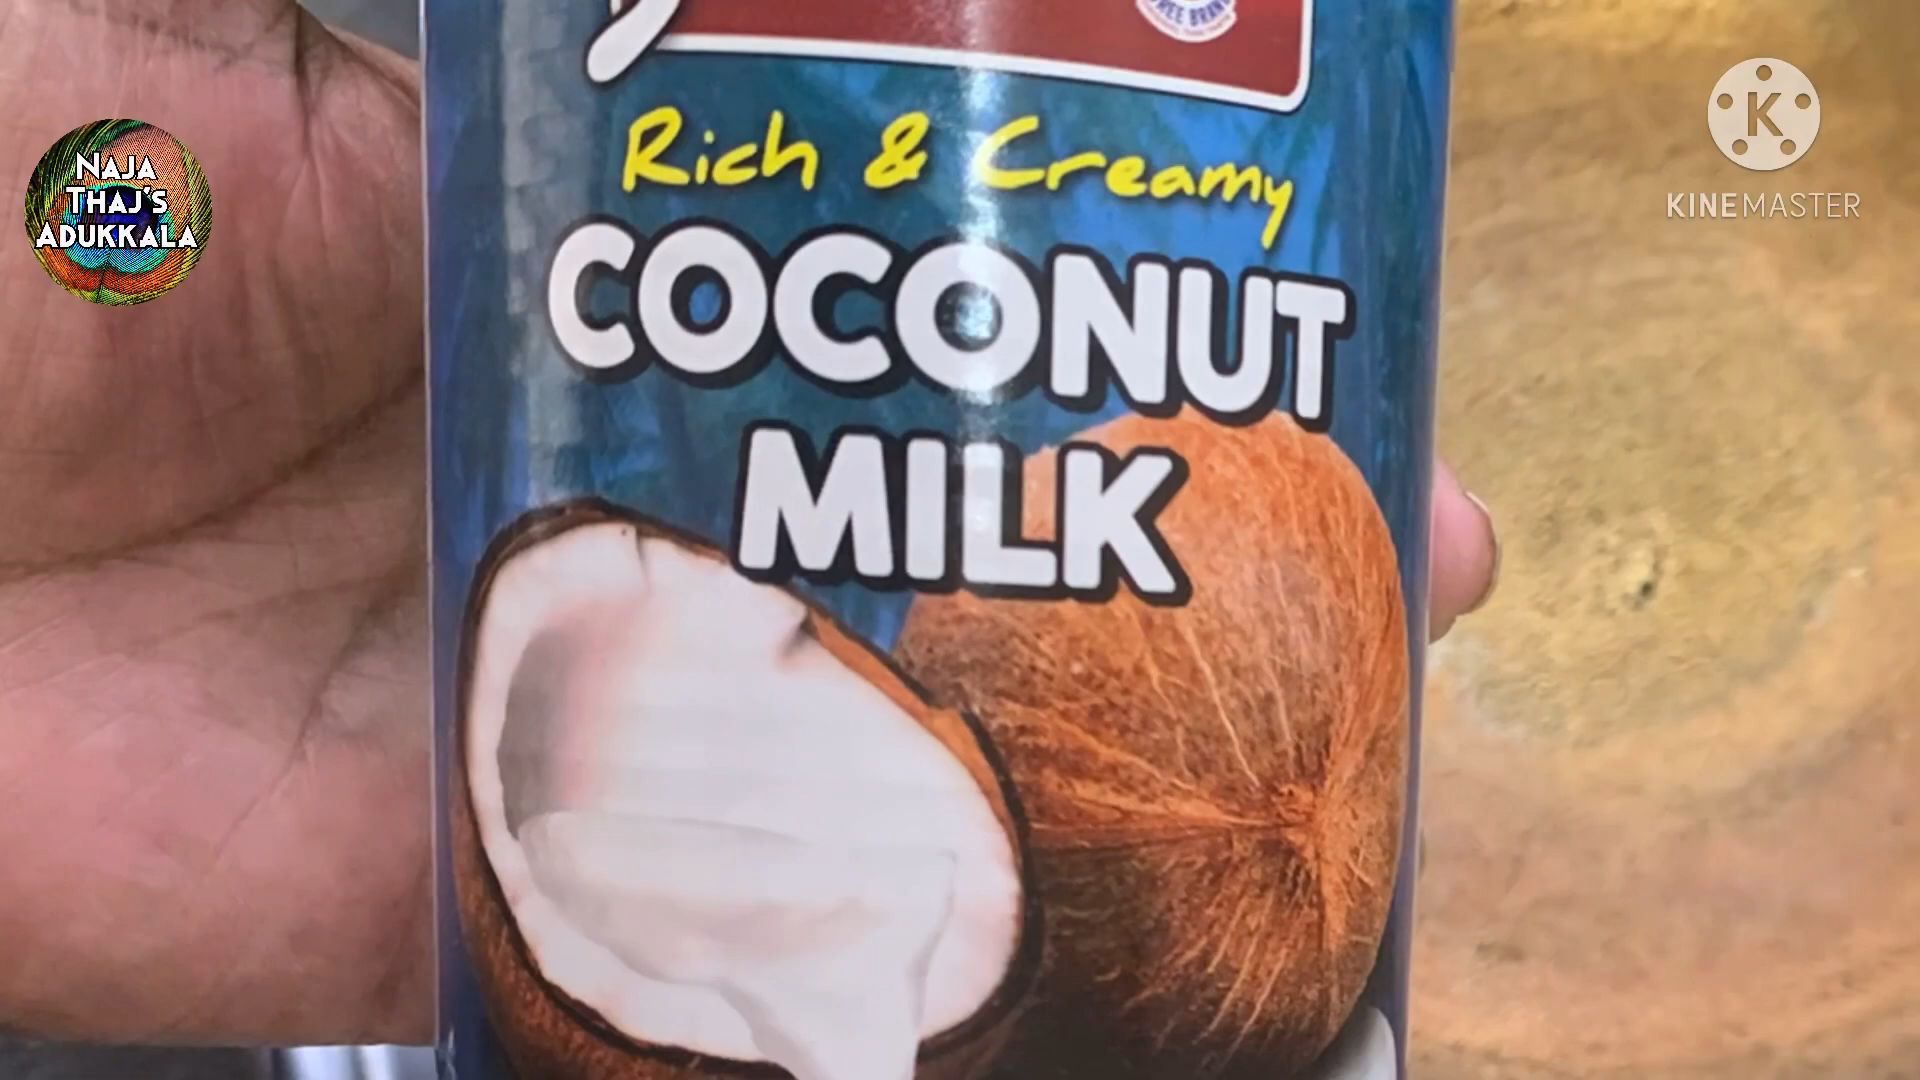 NAJA
THAJ'S
ADUKKALA
K
KINEMASTER
Rich & Creamy
COCONUT
MILK